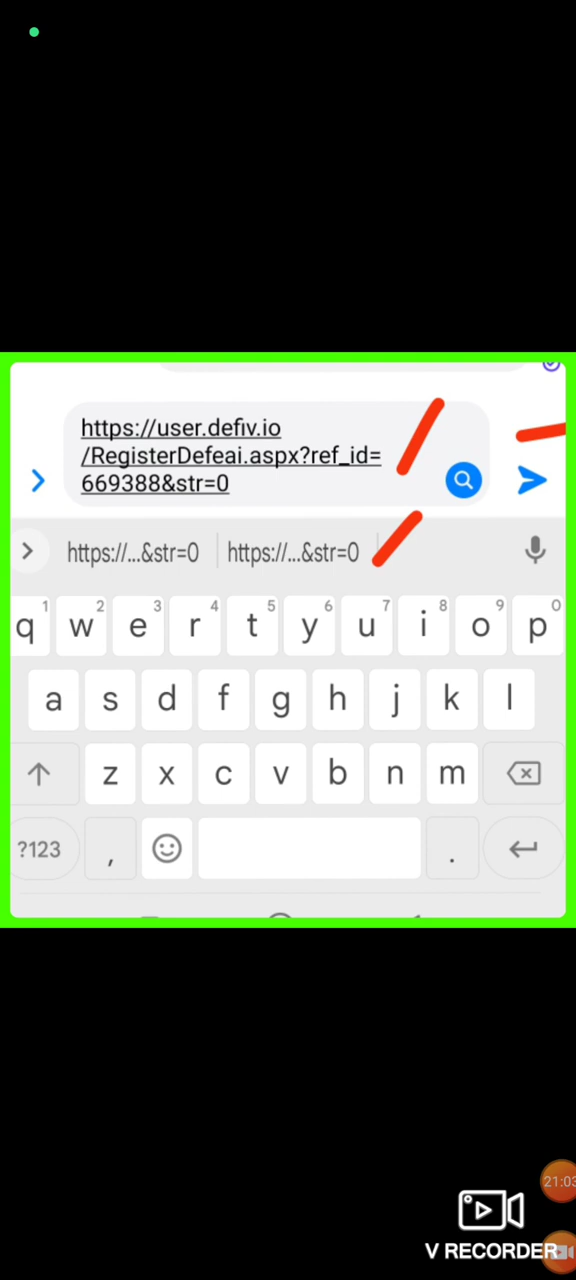 https://user.defiv.io
/RegisterDefeai.aspx?ref_id=
669388&str=0
https://...&str=0 https://...&str=0
1 2 3 4 5 6 7 8 9 0
q w e r t y u i o p
a s d f g h j k l
z x c v b n m
?123 , .
21:03
V RECORDER